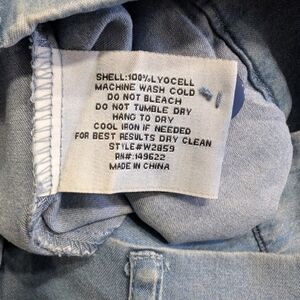 SHELL:100%LYOCELL
MACHINE WASH COLD
DO NOT BLEACH
DO NOT TUMBLE DRY
HANG TO DRY
COOL IRON IF NEEDED
FOR BEST RESULTS DRY CLEAN
STYLE#W2859
RN#:149622
MADE IN CHINA